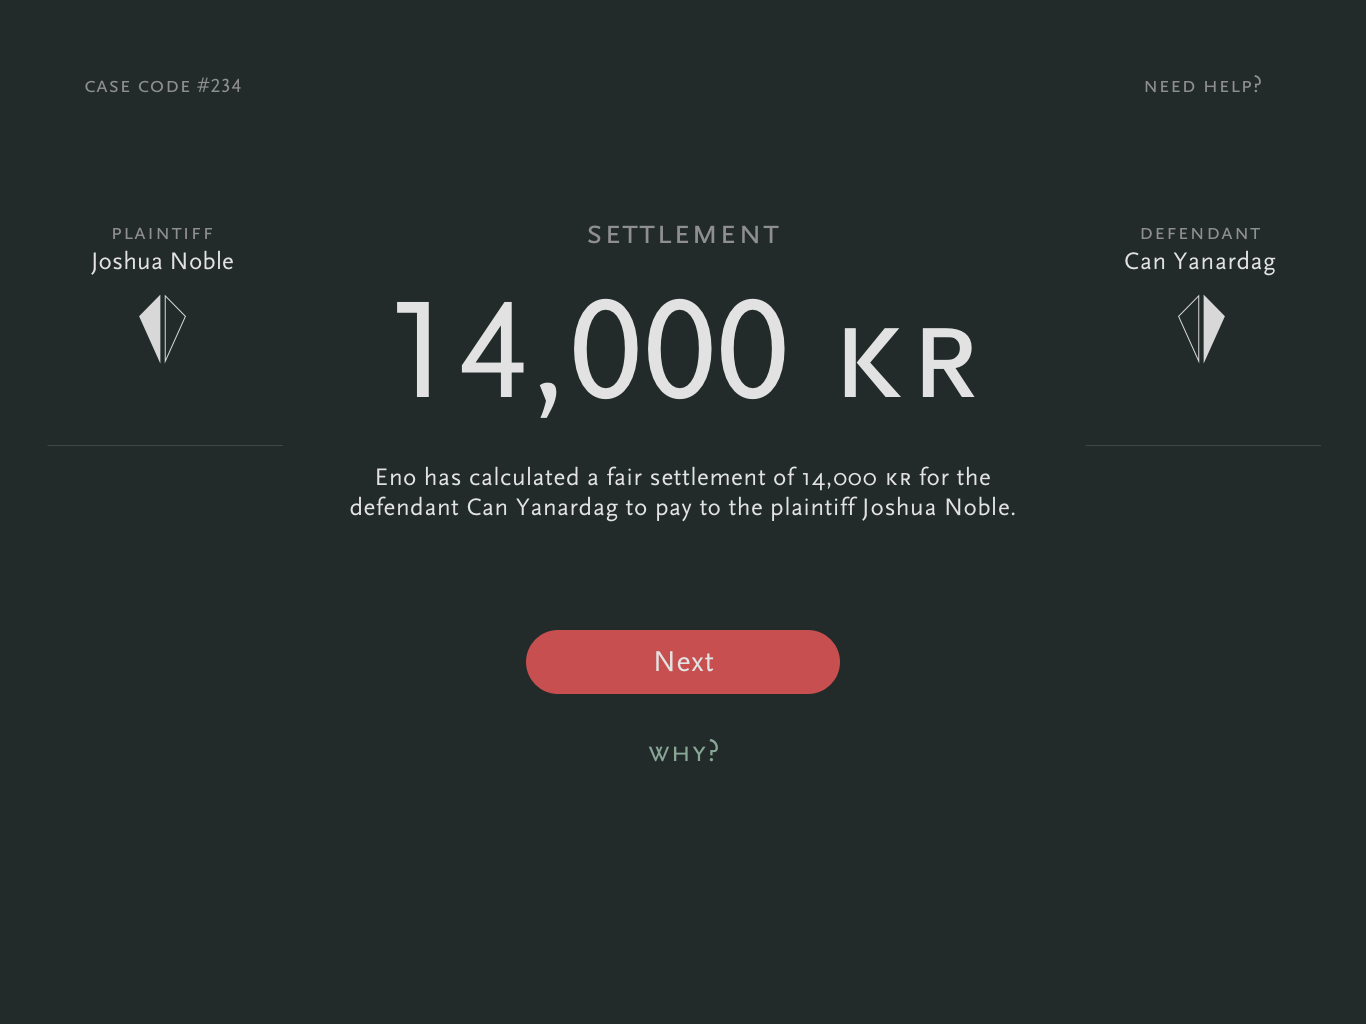 CASE CODE #234
NEED HELP?
PLAINTIFF
Joshua Noble
SETTLEMENT
14,000 KR
DEFENDANT
Can Yanardag
Eno has calculated a fair settlement of 14,000 KR for the
defendant Can Yanardag to pay to the plaintiff Joshua Noble.
Next
WHY?